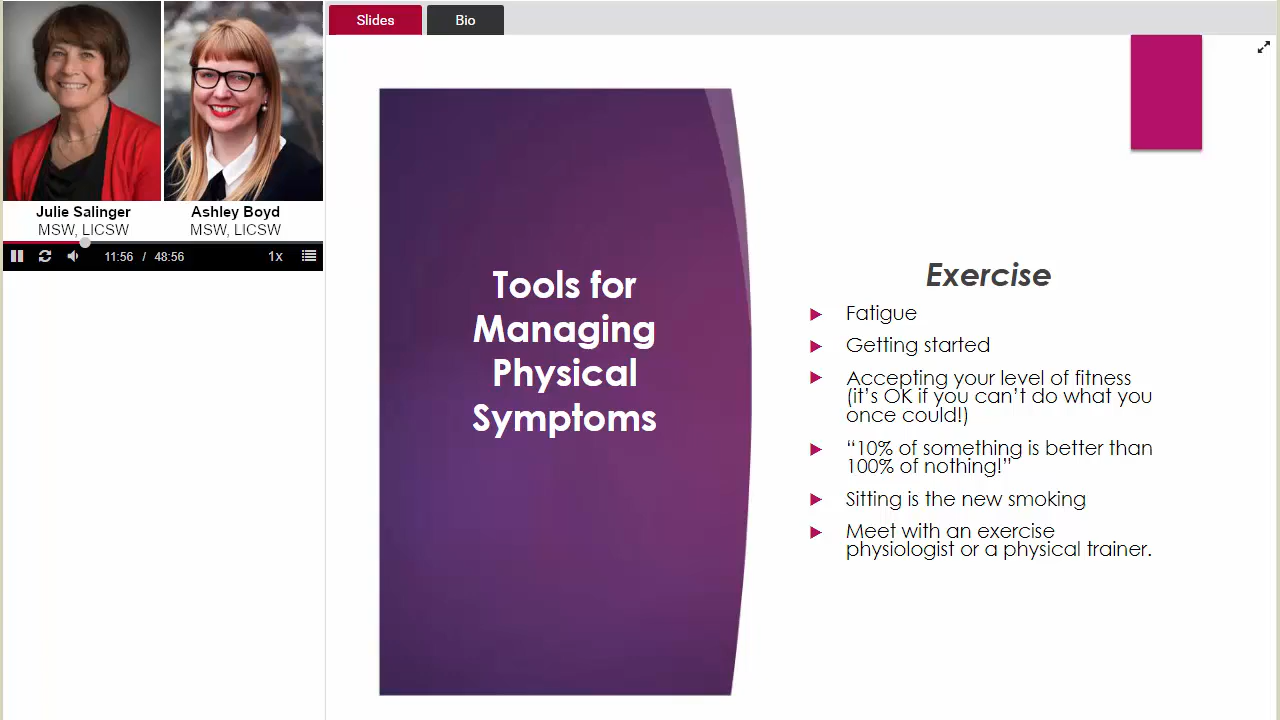 Slides
Bio
Julie Salinger
MSW, LICSW
Ashley Boyd
MSW, LICSW
11:56 / 48:56
1x
Tools for
Managing
Physical
Symptoms
Exercise
Fatigue
Getting started
Accepting your level of fitness
(it’s OK if you can’t do what you
once could!)
“10% of something is better than
100% of nothing!”
Sitting is the new smoking
Meet with an exercise
physiologist or a physical trainer.